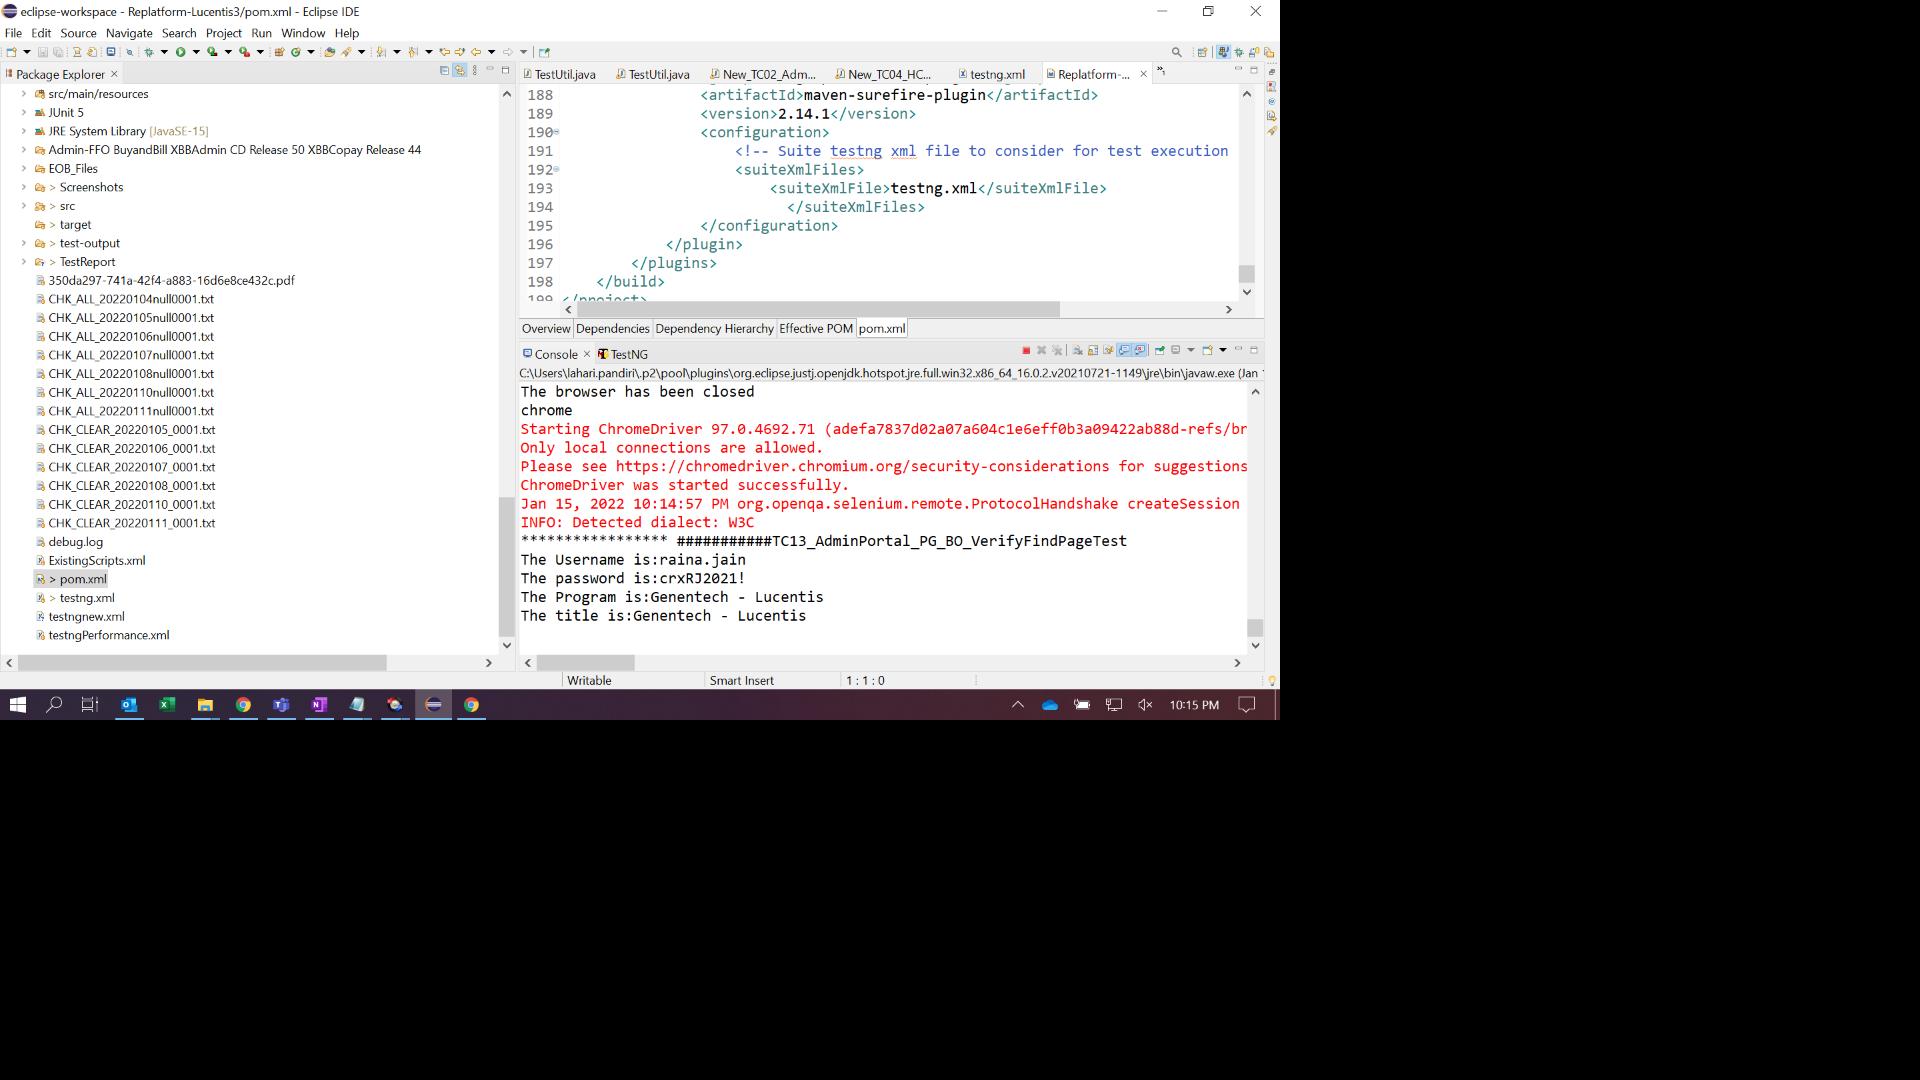 eclipse-workspace - Replatform-Lucentis3/pom.xml - Eclipse IDE
File Edit Source Navigate Search Project Run Window Help
Package Explorer
src/main/resources
JUnit 5
JRE System Library [JavaSE-15]
Admin-FFO BuyandBill XBBAdmin CD Release 50 XBBCopay Release 44
EOB_Files
> Screenshots
> src
> target
> test-output
> TestReport
350da297-741a-42f4-a883-16d6e8ce432c.pdf
CHK_ALL_20220104null0001.txt
CHK_ALL_20220105null0001.txt
CHK_ALL_20220106null0001.txt
CHK_ALL_20220107null0001.txt
CHK_ALL_20220108null0001.txt
CHK_ALL_20220110null0001.txt
CHK_ALL_20220111null0001.txt
CHK_CLEAR_20220105_0001.txt
CHK_CLEAR_20220106_0001.txt
CHK_CLEAR_20220107_0001.txt
CHK_CLEAR_20220108_0001.txt
CHK_CLEAR_20220110_0001.txt
CHK_CLEAR_20220111_0001.txt
debug.log
ExistingScripts.xml
> pom.xml
> testng.xml
testngnew.xml
testngPerformance.xml
TestUtil.java TestUtil.java New_TC02_Adm... New_TC04_HC... testng.xml Replatform-...
188 <artifactId>maven-surefire-plugin</artifactId>
189 <version>2.14.1</version>
190 <configuration>
191 <!-- Suite testng xml file to consider for test execution
192 <suiteXmlFiles>
193 <suiteXmlFile>testng.xml</suiteXmlFile>
194 </suiteXmlFiles>
195 </configuration>
196 </plugin>
197 </plugins>
198 </build>
199 </project>
Overview Dependencies Dependency Hierarchy Effective POM pom.xml
Console TestNG
C:\Users\lahari.pandiri\.p2\pool\plugins\org.eclipse.justj.openjdk.hotspot.jre.full.win32.x86_64_16.0.2.v20210721-1149\jre\bin\javaw.exe (Jan
The browser has been closed
chrome
Starting ChromeDriver 97.0.4692.71 (adefa7837d02a07a604c1e6eff0b3a09422ab88d-refs/br
Only local connections are allowed.
Please see https://chromedriver.chromium.org/security-considerations for suggestions
ChromeDriver was started successfully.
Jan 15, 2022 10:14:57 PM org.openqa.selenium.remote.ProtocolHandshake createSession
INFO: Detected dialect: W3C
***************** ###########TC13_AdminPortal_PG_BO_VerifyFindPageTest
The Username is:raina.jain
The password is:crxRJ2021!
The Program is:Genentech - Lucentis
The title is:Genentech - Lucentis
Writable Smart Insert 1 : 1 : 0
10:15 PM